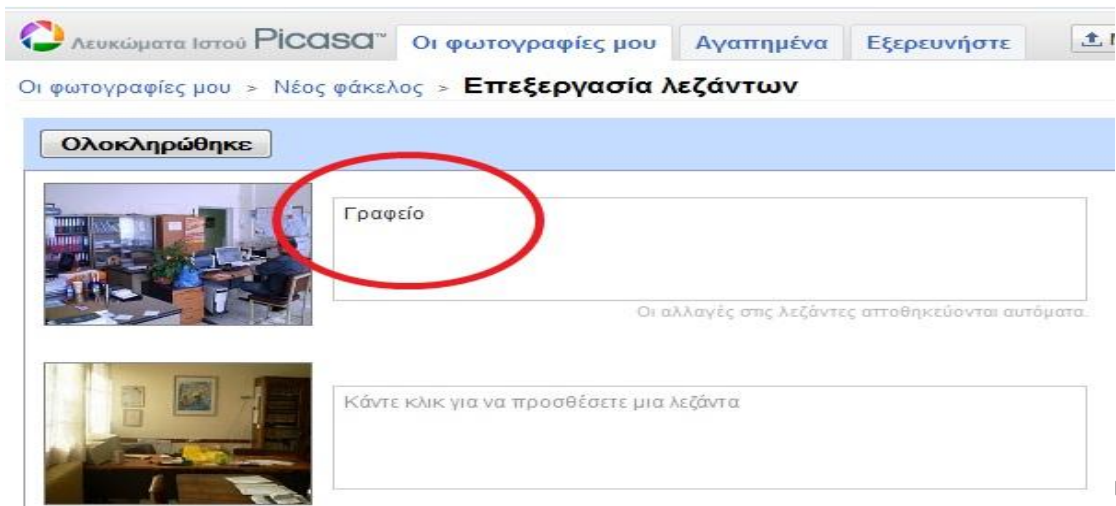 Λευκώματα Ιστού Picasa™ Οι φωτογραφίες μου Αγαπημένα Εξερευνήστε
Οι φωτογραφίες μου > Νέος φάκελος > Επεξεργασία λεζάντων
Ολοκληρώθηκε
Γραφείο
Οι αλλαγές στις λεζάντες αποθηκεύονται αυτόματα.
Κάντε κλικ για να προσθέσετε μια λεζάντα